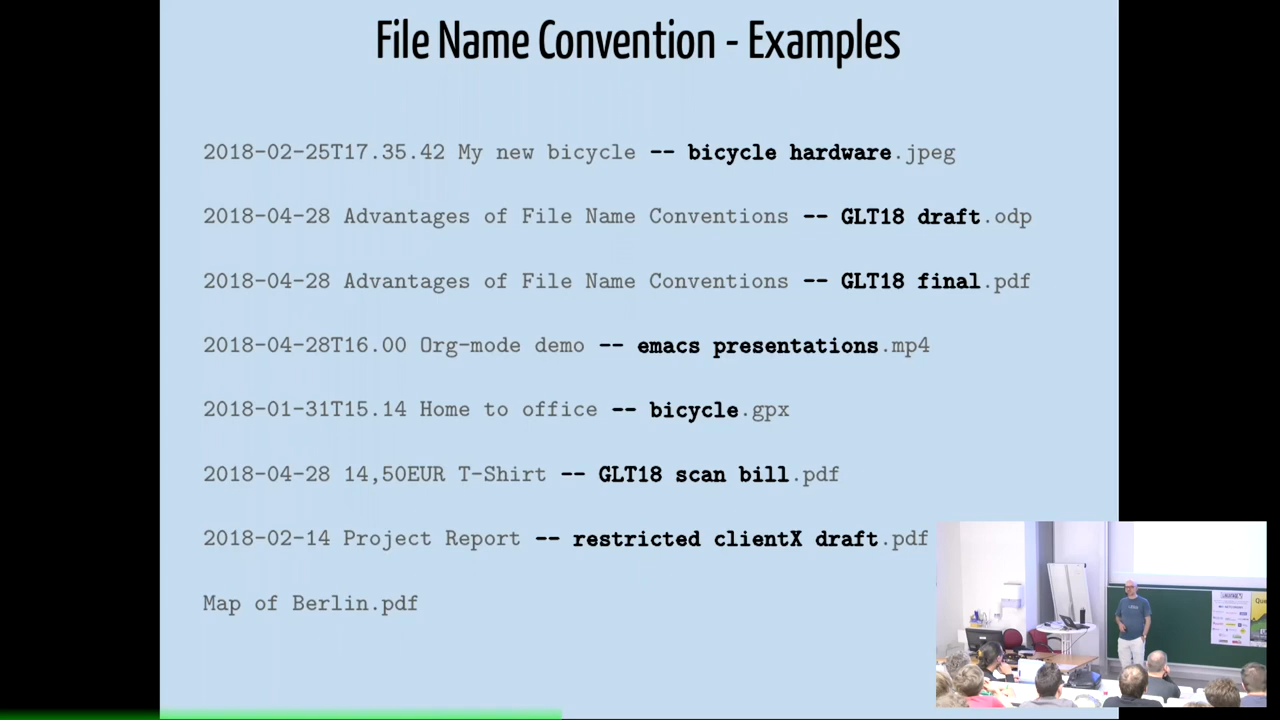 File Name Convention - Examples
2018-02-25T17.35.42 My new bicycle -- bicycle hardware.jpeg
2018-04-28 Advantages of File Name Conventions -- GLT18 draft.odp
2018-04-28 Advantages of File Name Conventions -- GLT18 final.pdf
2018-04-28T16.00 Org-mode demo -- emacs presentations.mp4
2018-01-31T15.14 Home to office -- bicycle.gpx
2018-04-28 14,50EUR T-Shirt -- GLT18 scan bill.pdf
2018-02-14 Project Report -- restricted clientX draft.pdf
Map of Berlin.pdf